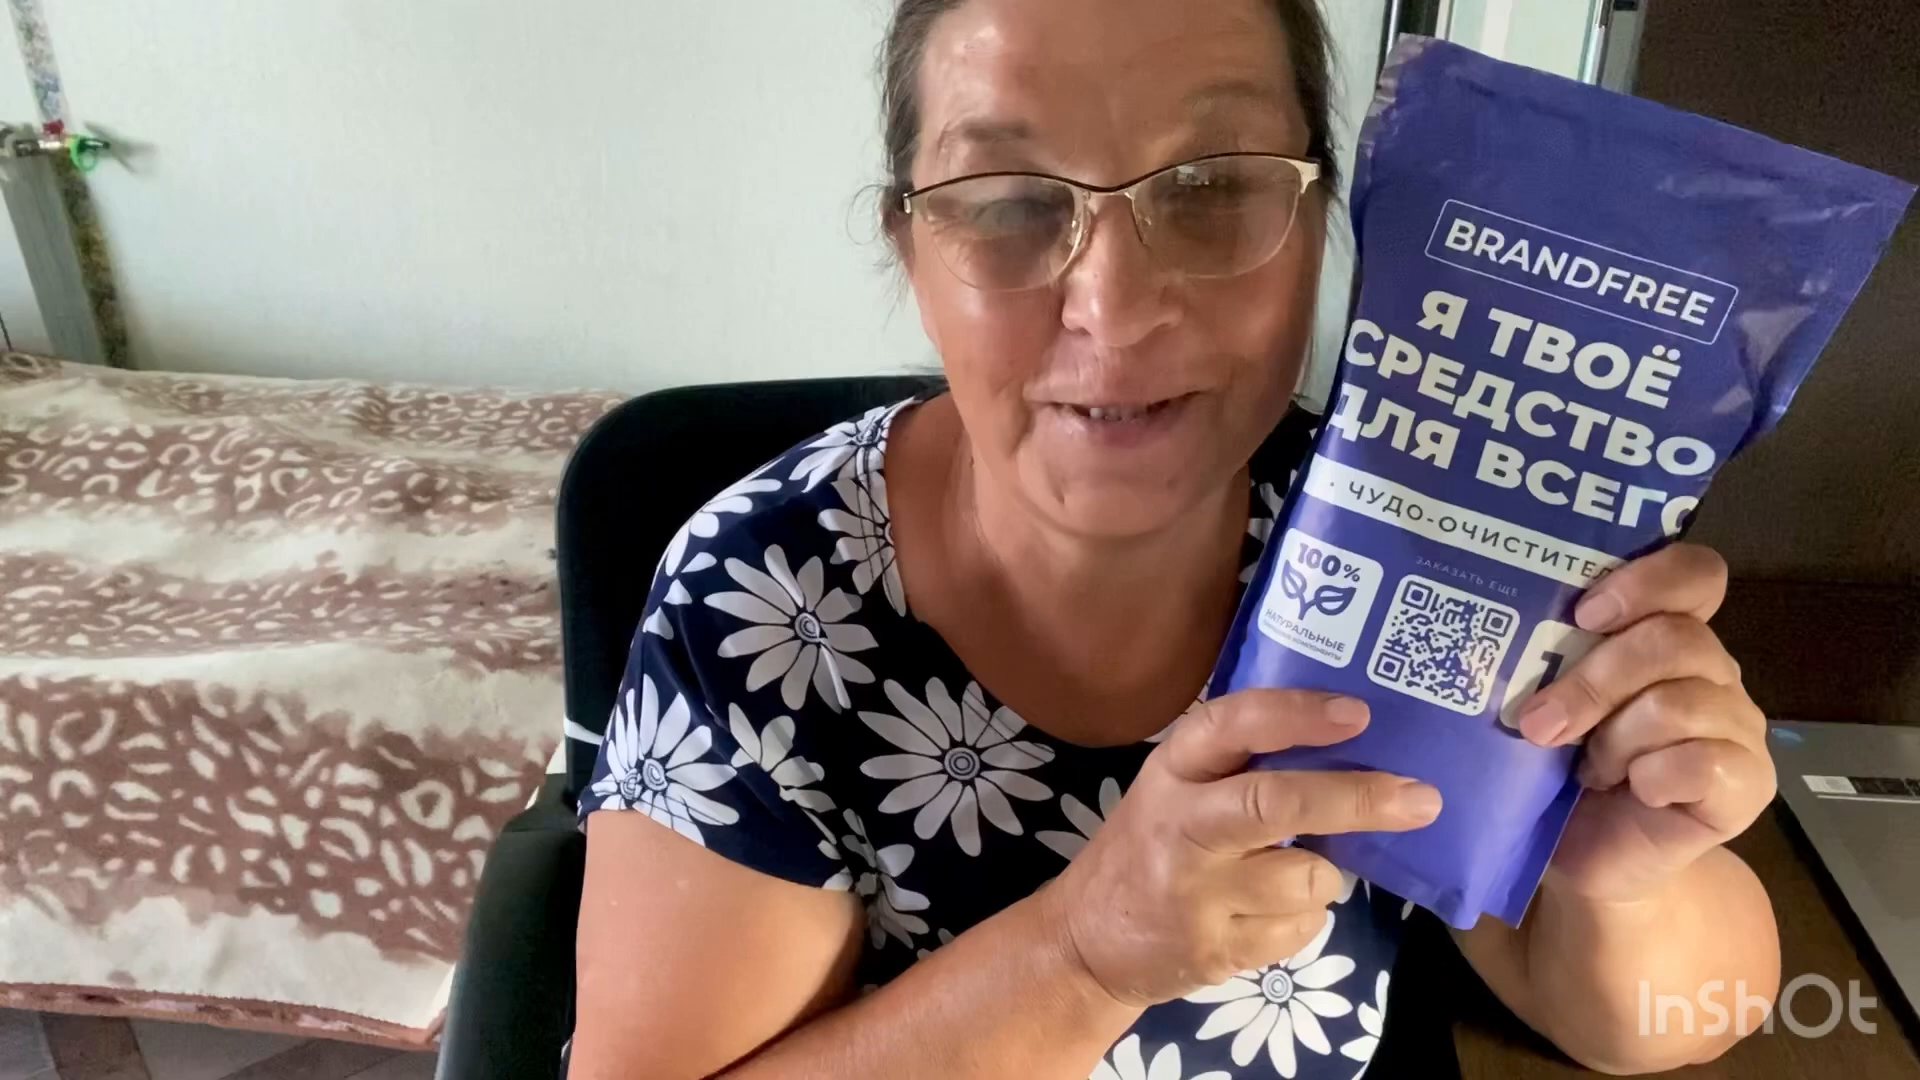 BRANDFREE
Я ТВОЁ
СРЕДСТВО
ДЛЯ ВСЕГО
ЧУДО-ОЧИСТИТЕЛ
ЗАКАЗАТЬ ЕЩЕ
100%
НАТУРАЛЬНЫЕ
InShOt